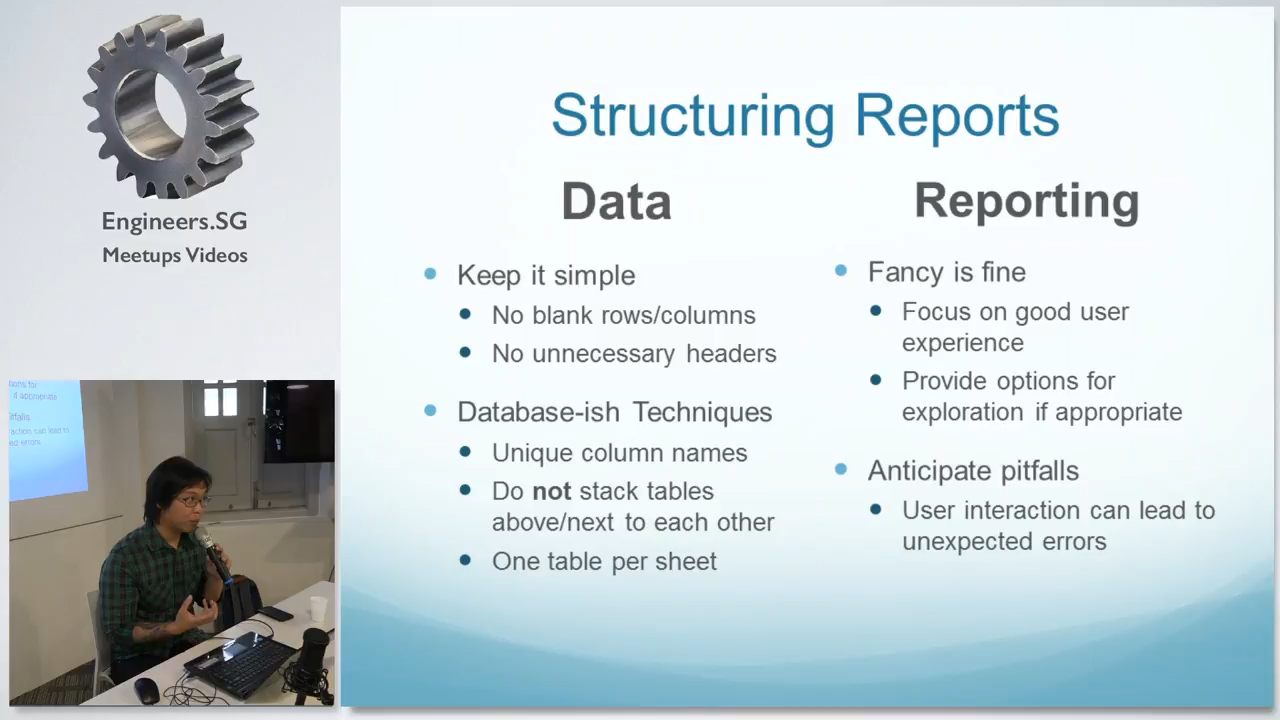 Engineers.SG
Meetups Videos
Structuring Reports
Data
Keep it simple
No blank rows/columns
No unnecessary headers
Database-ish Techniques
Unique column names
Do not stack tables
above/next to each other
One table per sheet
Reporting
Fancy is fine
Focus on good user
experience
Provide options for
exploration if appropriate
Anticipate pitfalls
User interaction can lead to
unexpected errors